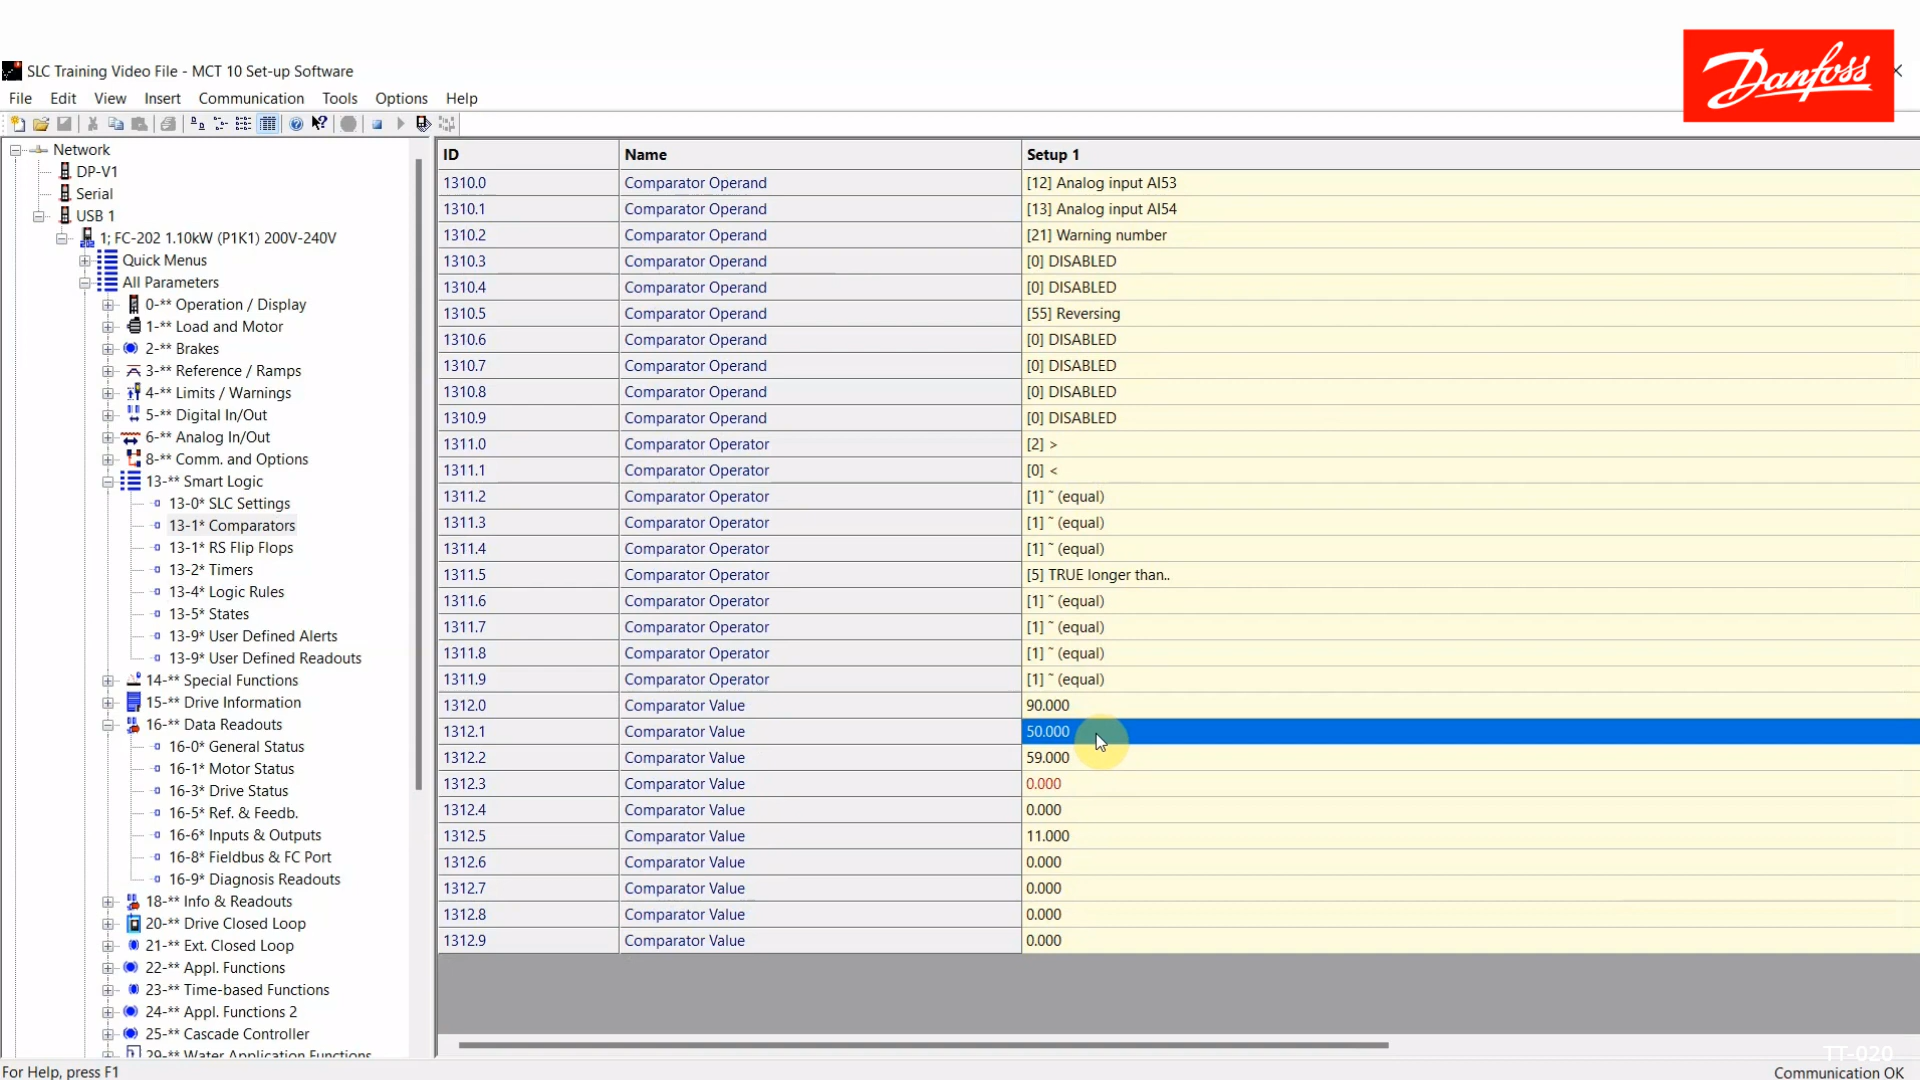 Danfoss
SLC Training Video File - MCT 10 Set-up Software
File Edit View Insert Communication Tools Options Help
Network
DP-V1
Serial
USB 1
1; FC-202 1.10kW (P1K1) 200V-240V
Quick Menus
All Parameters
0-** Operation / Display
1-** Load and Motor
2-** Brakes
3-** Reference / Ramps
4-** Limits / Warnings
5-** Digital In/Out
6-** Analog In/Out
8-** Comm. and Options
13-** Smart Logic
13-0* SLC Settings
13-1* Comparators
13-1* RS Flip Flops
13-2* Timers
13-4* Logic Rules
13-5* States
13-9* User Defined Alerts
13-9* User Defined Readouts
14-** Special Functions
15-** Drive Information
16-** Data Readouts
16-0* General Status
16-1* Motor Status
16-3* Drive Status
16-5* Ref. & Feedb.
16-6* Inputs & Outputs
16-8* Fieldbus & FC Port
16-9* Diagnosis Readouts
18-** Info & Readouts
20-** Drive Closed Loop
21-** Ext. Closed Loop
22-** Appl. Functions
23-** Time-based Functions
24-** Appl. Functions 2
25-** Cascade Controller
29-** Water Application Functions
ID Name Setup 1
1310.0 Comparator Operand [12] Analog input AI53
1310.1 Comparator Operand [13] Analog input AI54
1310.2 Comparator Operand [21] Warning number
1310.3 Comparator Operand [0] DISABLED
1310.4 Comparator Operand [0] DISABLED
1310.5 Comparator Operand [55] Reversing
1310.6 Comparator Operand [0] DISABLED
1310.7 Comparator Operand [0] DISABLED
1310.8 Comparator Operand [0] DISABLED
1310.9 Comparator Operand [0] DISABLED
1311.0 Comparator Operator [2] >
1311.1 Comparator Operator [0] <
1311.2 Comparator Operator [1] ~ (equal)
1311.3 Comparator Operator [1] ~ (equal)
1311.4 Comparator Operator [1] ~ (equal)
1311.5 Comparator Operator [5] TRUE longer than..
1311.6 Comparator Operator [1] ~ (equal)
1311.7 Comparator Operator [1] ~ (equal)
1311.8 Comparator Operator [1] ~ (equal)
1311.9 Comparator Operator [1] ~ (equal)
1312.0 Comparator Value 90.000
1312.1 Comparator Value 50.000
1312.2 Comparator Value 59.000
1312.3 Comparator Value 0.000
1312.4 Comparator Value 0.000
1312.5 Comparator Value 11.000
1312.6 Comparator Value 0.000
1312.7 Comparator Value 0.000
1312.8 Comparator Value 0.000
1312.9 Comparator Value 0.000
TT-020
For Help, press F1
Communication OK